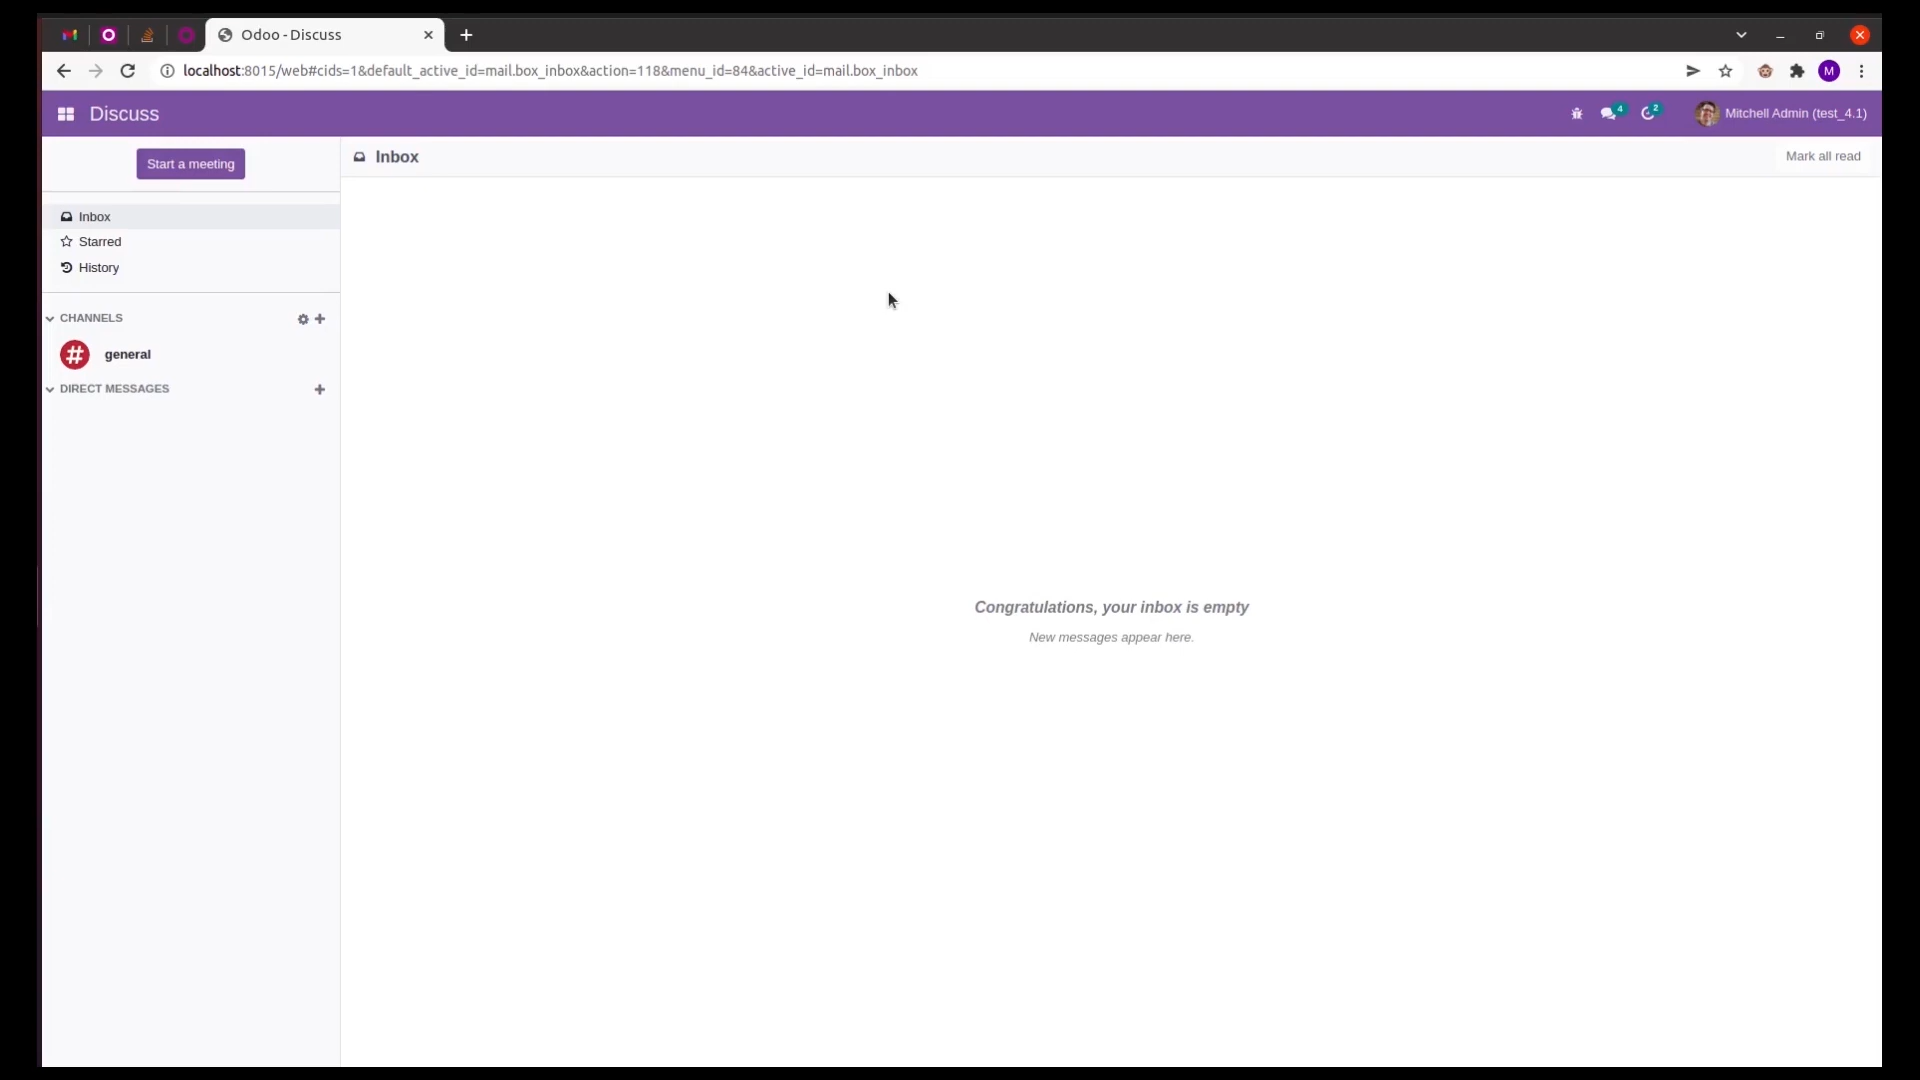 Odoo - Discuss
localhost:8015/web#cids=1&default_active_id=mail.box_inbox&action=118&menu_id=84&active_id=mail.box_inbox
M
Discuss
4
2
Mitchell Admin (test_4.1)
Start a meeting
Inbox
Mark all read
Inbox
Starred
History
CHANNELS
general
DIRECT MESSAGES
Congratulations, your inbox is empty
New messages appear here.